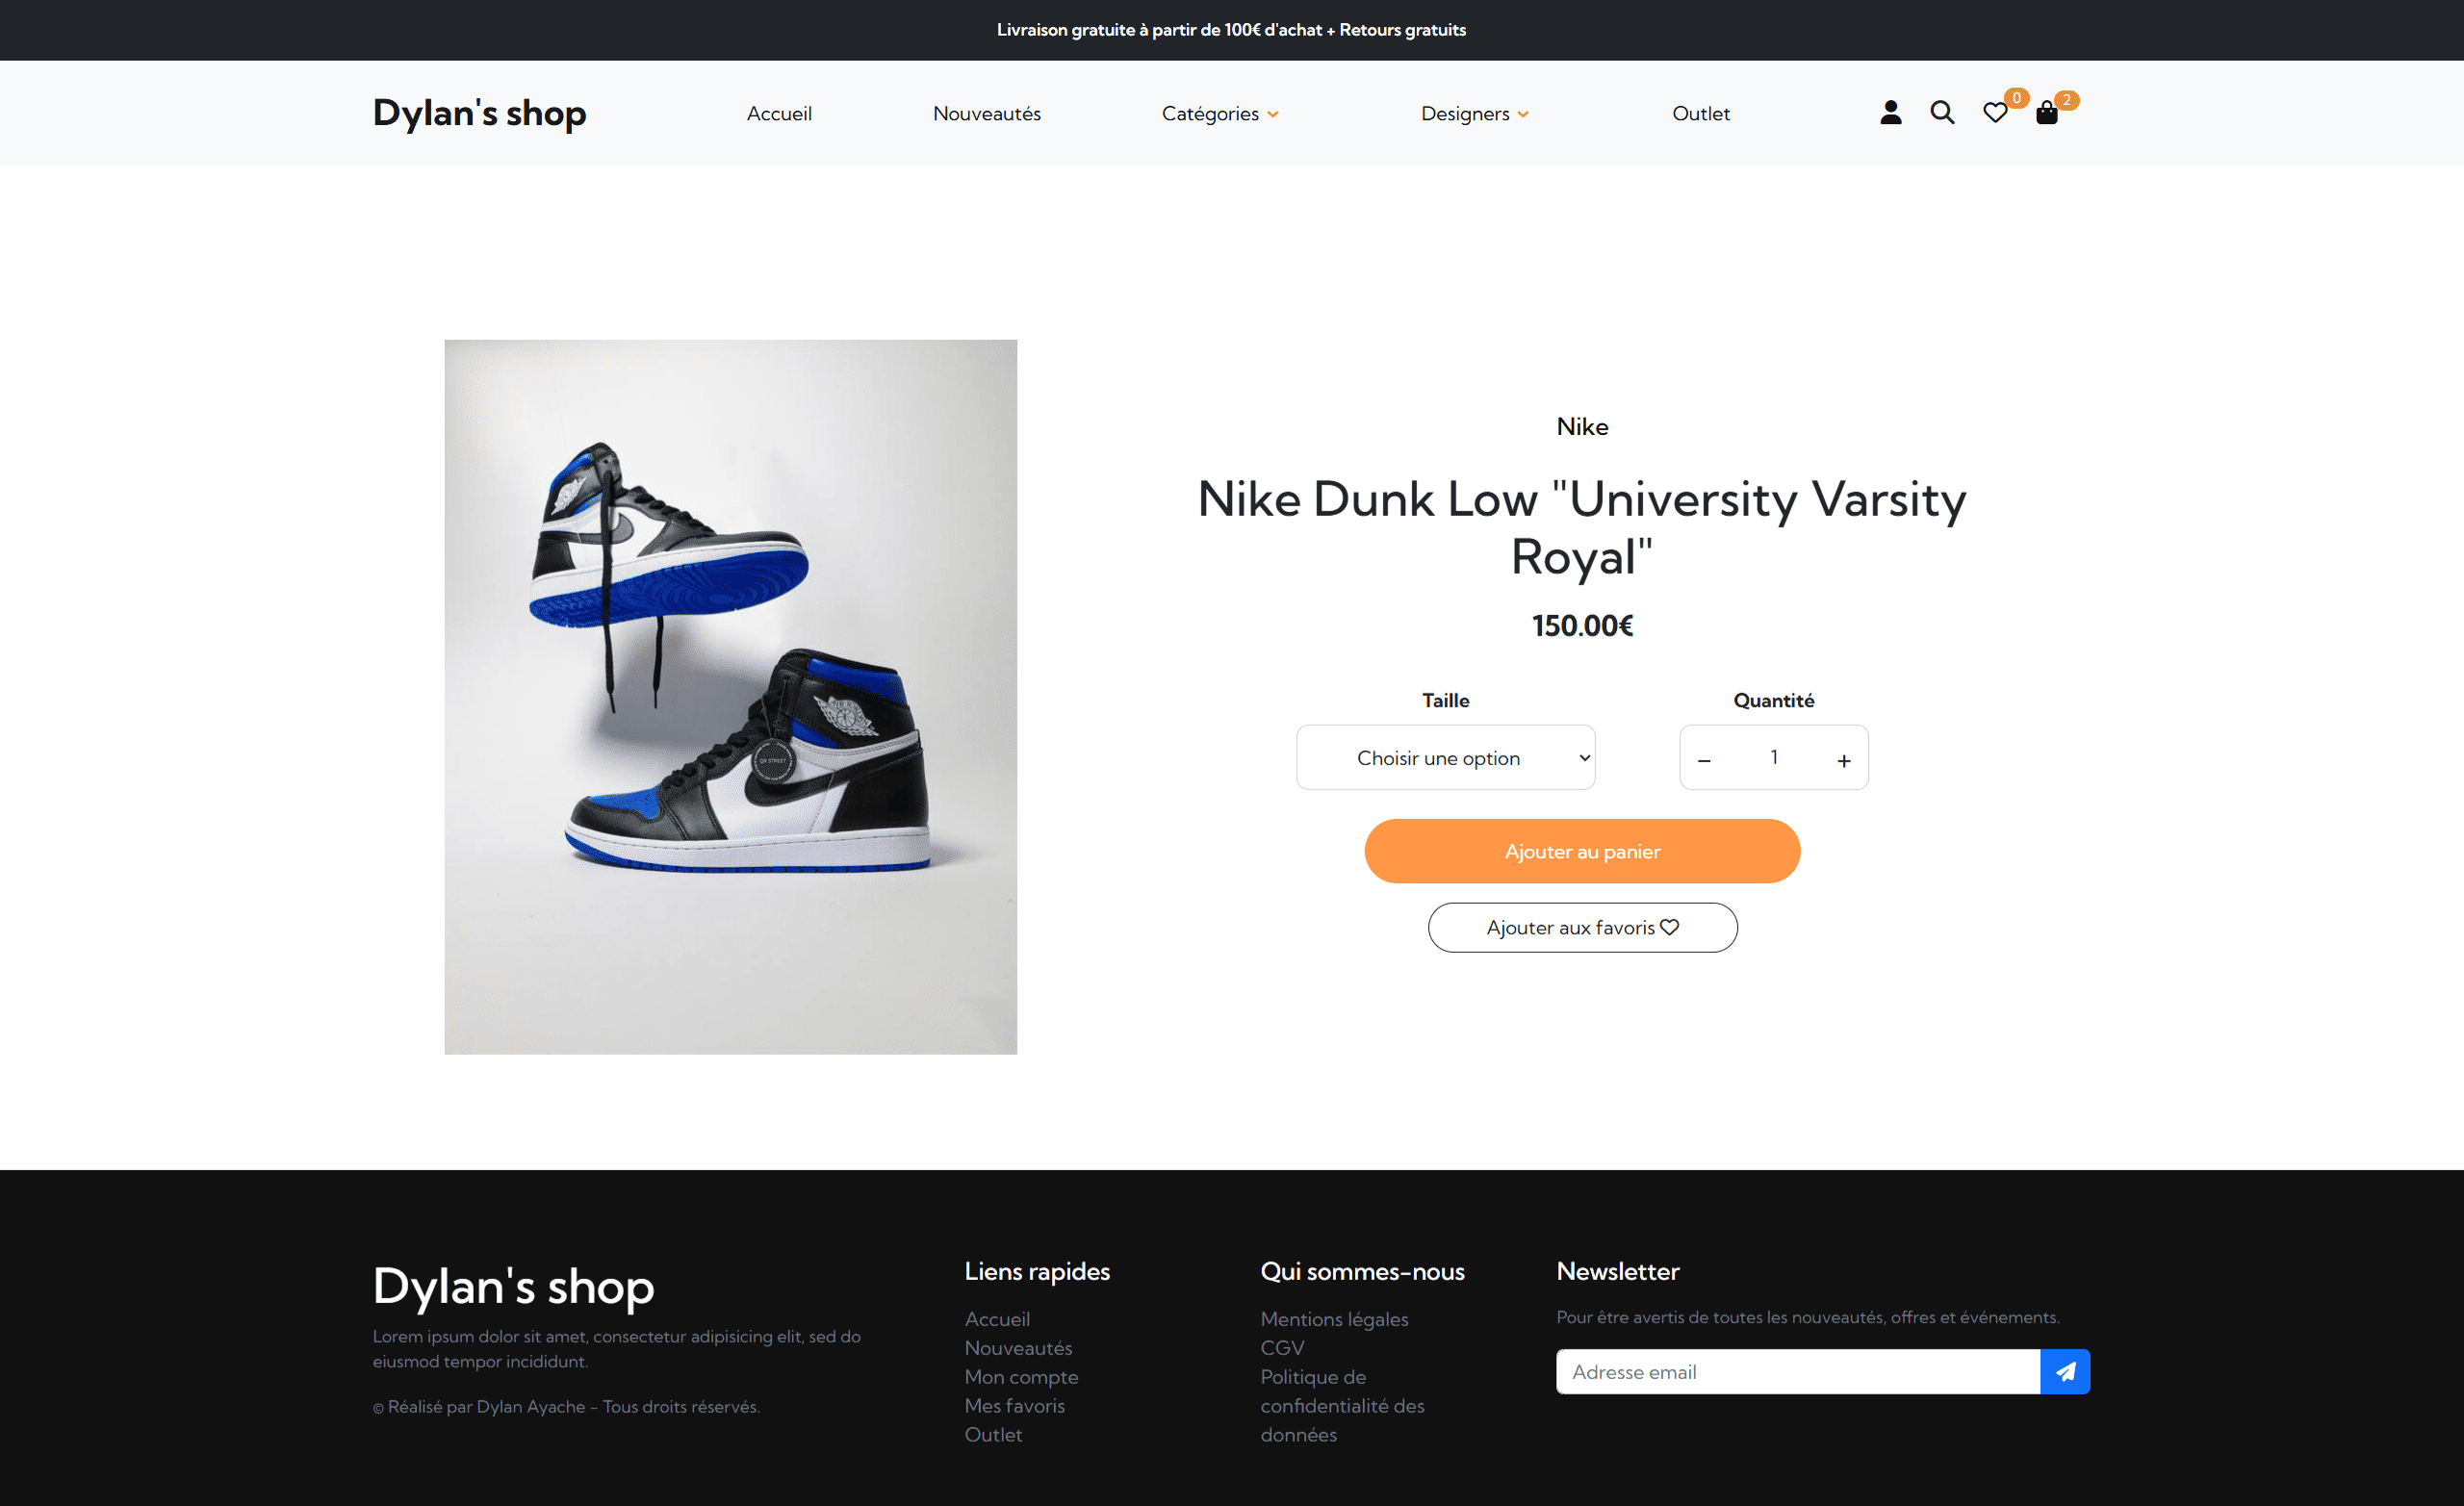 Livraison gratuite à partir de 100€ d'achat + Retours gratuits
Dylan's shop
Accueil
Nouveautés
Catégories
Designers
Outlet
0
2
Nike
Nike Dunk Low "University Varsity
Royal"
150.00€
Taille
Quantité
Choisir une option
− 1 +
Ajouter au panier
Ajouter aux favoris
Dylan's shop
Lorem ipsum dolor sit amet, consectetur adipisicing elit, sed do
eiusmod tempor incididunt.
© Réalisé par Dylan Ayache - Tous droits réservés.
Liens rapides
Accueil
Nouveautés
Mon compte
Mes favoris
Outlet
Qui sommes-nous
Mentions légales
CGV
Politique de
confidentialité des
données
Newsletter
Pour être avertis de toutes les nouveautés, offres et événements.
Adresse email